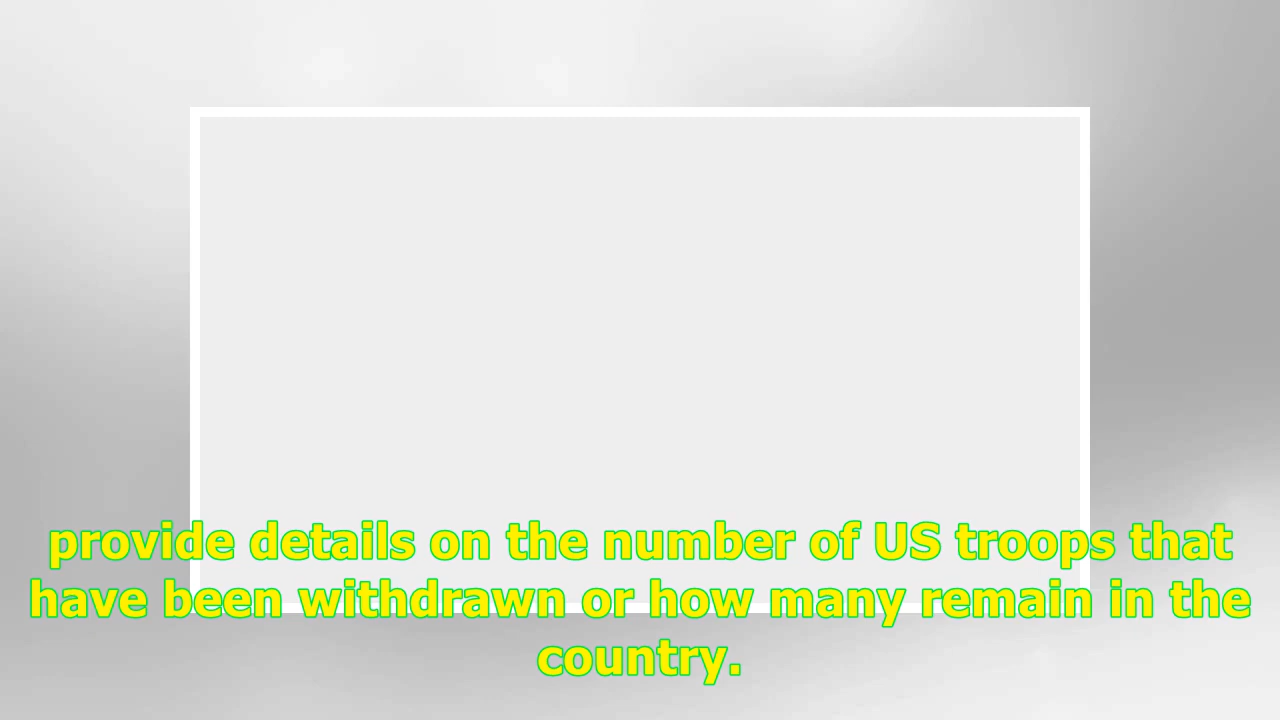 provide details on the number of US troops that
have been withdrawn or how many remain in the
country.